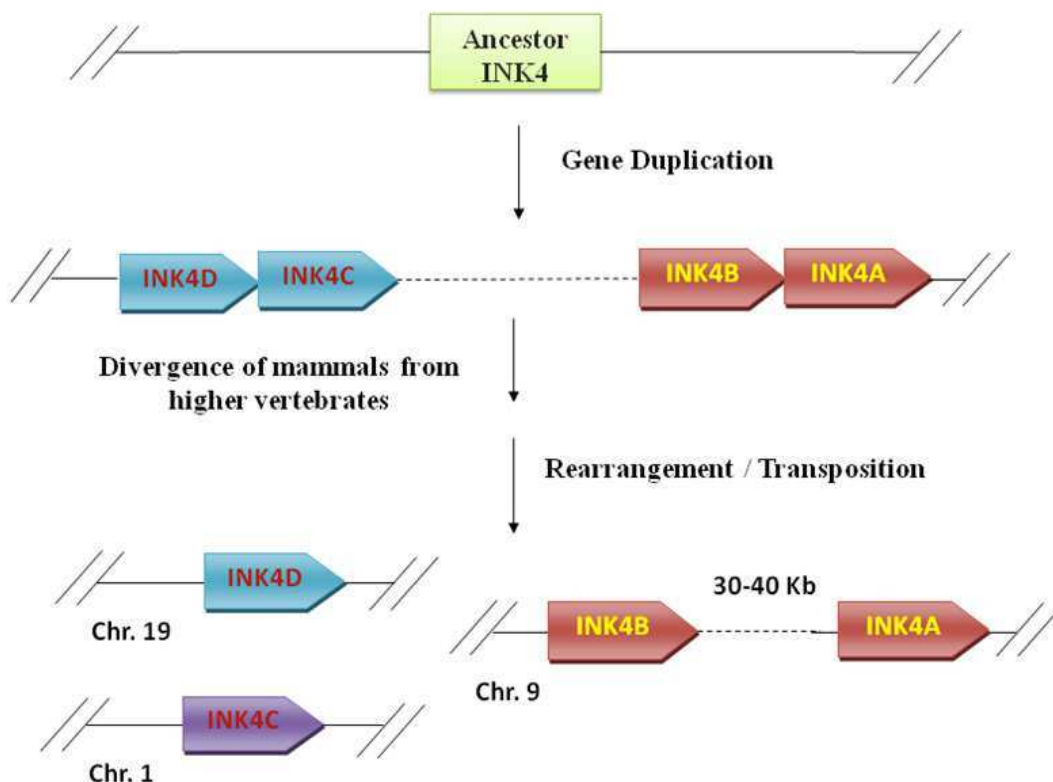 Ancestor
INK4
Gene Duplication
INK4D
INK4C
INK4B
INK4A
Divergence of mammals from
higher vertebrates
Rearrangement / Transposition
INK4D
Chr. 19
30-40 Kb
INK4B
INK4A
Chr. 9
INK4C
Chr. 1